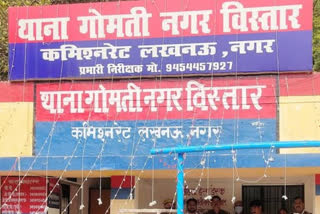 थाना गोमती नगर विस्तार
कमिश्नरेट लखनऊ ,नगर
प्रभारी निरीक्षक मो. 9454457927
थाना गोमती नगर विस्तार
कमिश्नरेट लखनऊ ,नगर